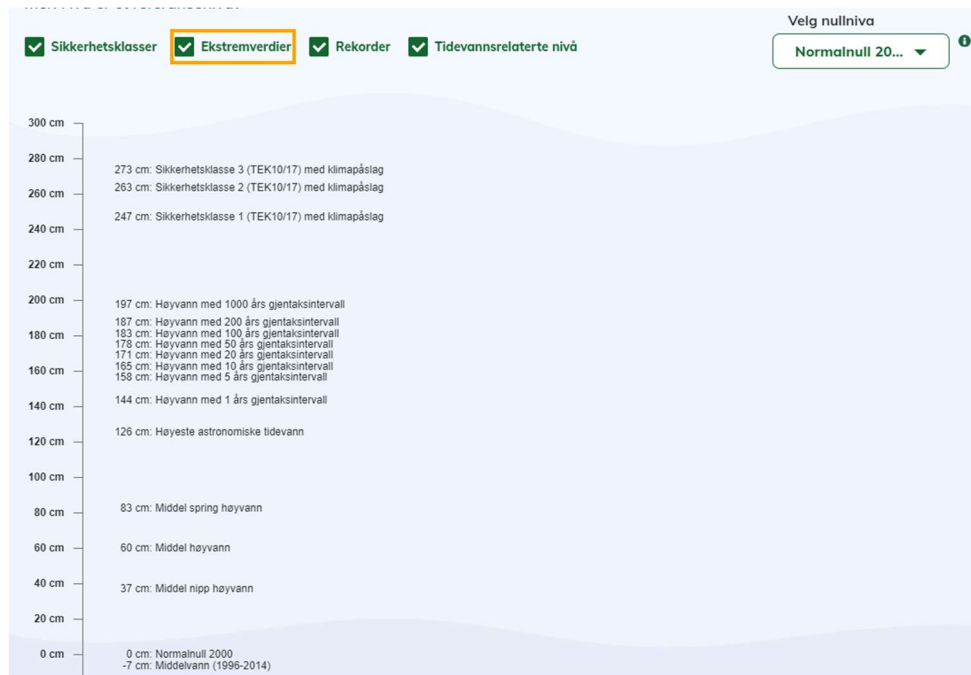 Velg nullnivå
Sikkerhetsklasser Ekstremverdier Rekorder Tidevannsrelaterte nivå
Normalnull 20...
300 cm
280 cm
273 cm: Sikkerhetsklasse 3 (TEK10/17) med klimapåslag
263 cm: Sikkerhetsklasse 2 (TEK10/17) med klimapåslag
260 cm
247 cm: Sikkerhetsklasse 1 (TEK10/17) med klimapåslag
240 cm
220 cm
200 cm
197 cm: Høyvann med 1000 års gjentaksintervall
187 cm: Høyvann med 200 års gjentaksintervall
183 cm: Høyvann med 100 års gjentaksintervall
180 cm
178 cm: Høyvann med 50 års gjentaksintervall
171 cm: Høyvann med 20 års gjentaksintervall
165 cm: Høyvann med 10 års gjentaksintervall
160 cm
158 cm: Høyvann med 5 års gjentaksintervall
144 cm: Høyvann med 1 års gjentaksintervall
140 cm
126 cm: Høyeste astronomiske tidevann
120 cm
100 cm
83 cm: Middel spring høyvann
80 cm
60 cm
60 cm: Middel høyvann
40 cm
37 cm: Middel nipp høyvann
20 cm
0 cm
0 cm: Normalnull 2000
-7 cm: Middelvann (1996-2014)